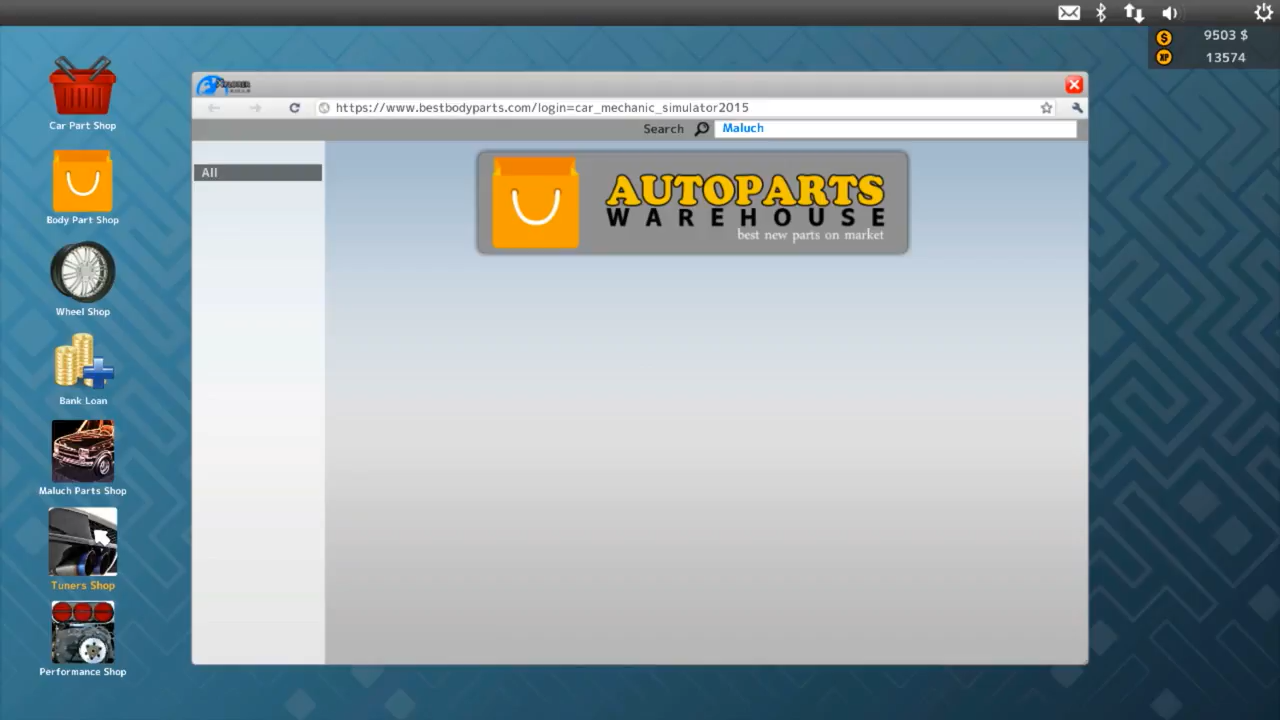 9503 $
13574
Car Part Shop
Body Part Shop
Wheel Shop
Bank Loan
Maluch Parts Shop
Tuners Shop
Performance Shop
https://www.bestbodyparts.com/login=car_mechanic_simulator2015
Search
Maluch
All
AUTOPARTS
WAREHOUSE
best new parts on market